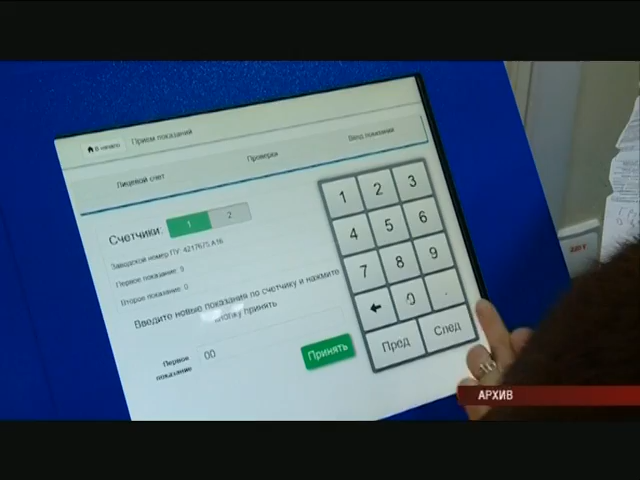 В начало Прием показаний
Лицевой счет Проверка Ввод показаний
Счетчики: 1 2
Заводской номер ПУ: 4217675 А16
Первое показание: 9
Второе показание: 0
Введите новые показания по счетчику и нажмите
кнопку принять
Первое
показание
00
Принять
1 2 3
4 5 6
7 8 9
0 .
Пред След
АРХИВ